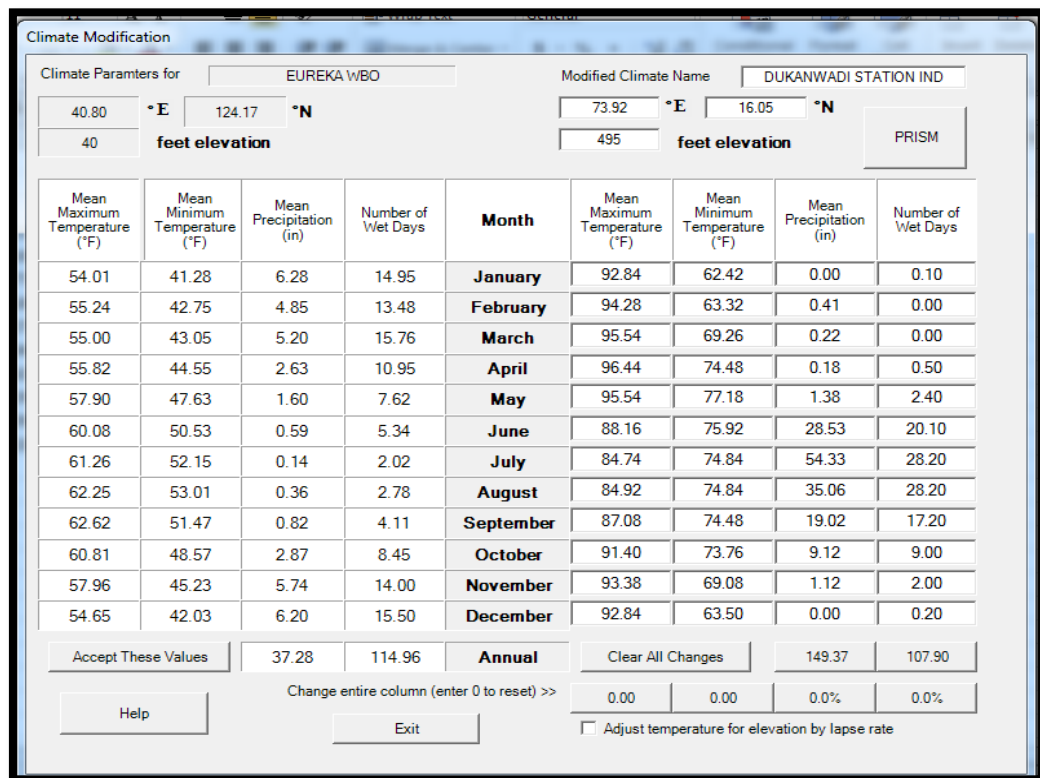 Climate Modification
Climate Paramters for EUREKA WBO Modified Climate Name DUKANWADI STATION IND
40.80 °E 124.17 °N 73.92 °E 16.05 °N
40 feet elevation 495 feet elevation PRISM
Mean Maximum Temperature (°F) Mean Minimum Temperature (°F) Mean Precipitation (in) Number of Wet Days Month Mean Maximum Temperature (°F) Mean Minimum Temperature (°F) Mean Precipitation (in) Number of Wet Days
54.01 41.28 6.28 14.95 January 92.84 62.42 0.00 0.10
55.24 42.75 4.85 13.48 February 94.28 63.32 0.41 0.00
55.00 43.05 5.20 15.76 March 95.54 69.26 0.22 0.00
55.82 44.55 2.63 10.95 April 96.44 74.48 0.18 0.50
57.90 47.63 1.60 7.62 May 95.54 77.18 1.38 2.40
60.08 50.53 0.59 5.34 June 88.16 75.92 28.53 20.10
61.26 52.15 0.14 2.02 July 84.74 74.84 54.33 28.20
62.25 53.01 0.36 2.78 August 84.92 74.84 35.06 28.20
62.62 51.47 0.82 4.11 September 87.08 74.48 19.02 17.20
60.81 48.57 2.87 8.45 October 91.40 73.76 9.12 9.00
57.96 45.23 5.74 14.00 November 93.38 69.08 1.12 2.00
54.65 42.03 6.20 15.50 December 92.84 63.50 0.00 0.20
Accept These Values 37.28 114.96 Annual Clear All Changes 149.37 107.90
Change entire column (enter 0 to reset) >> 0.00 0.00 0.0% 0.0%
Help Exit Adjust temperature for elevation by lapse rate